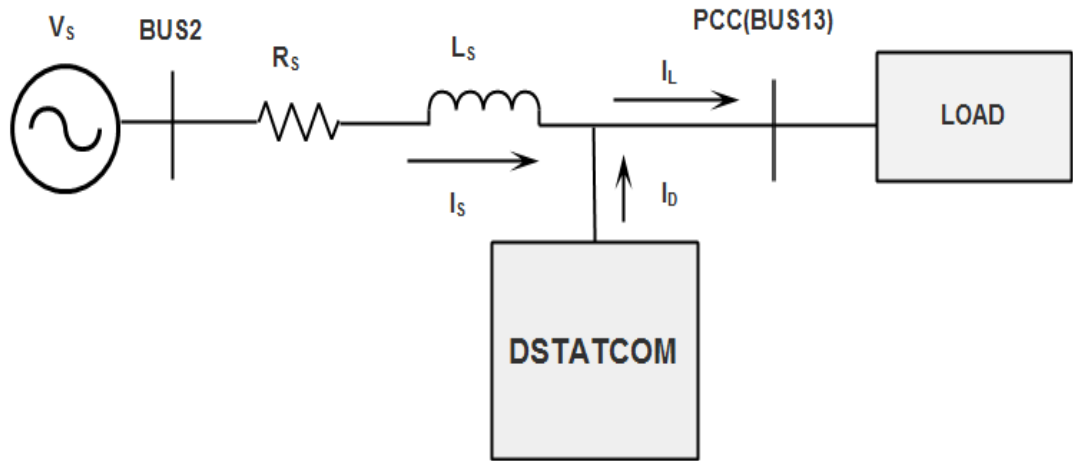 Vs
BUS2
Rs
Ls
PCC(BUS13)
IL
LOAD
Is
ID
DSTATCOM